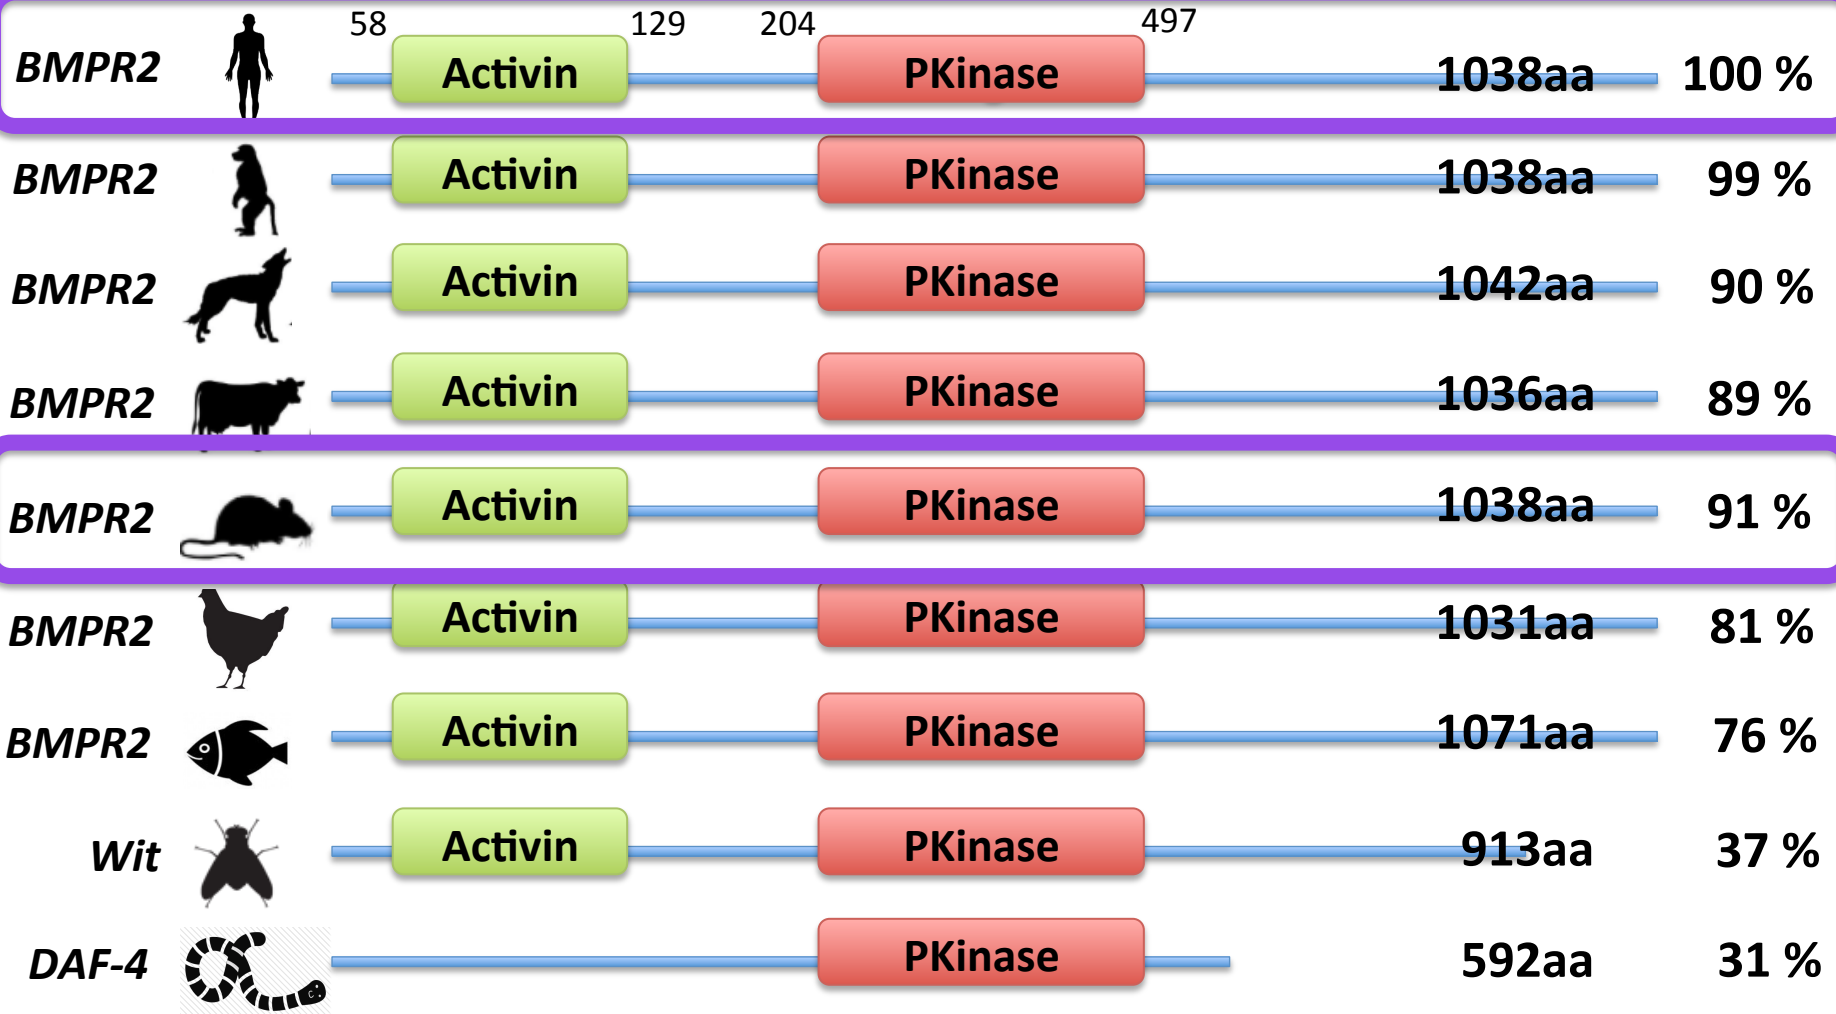 58 129 204 497
BMPR2 Activin PKinase 1038aa 100 %
BMPR2 Activin PKinase 1038aa 99 %
BMPR2 Activin PKinase 1042aa 90 %
BMPR2 Activin PKinase 1036aa 89 %
BMPR2 Activin PKinase 1038aa 91 %
BMPR2 Activin PKinase 1031aa 81 %
BMPR2 Activin PKinase 1071aa 76 %
Wit Activin PKinase 913aa 37 %
DAF-4 PKinase 592aa 31 %